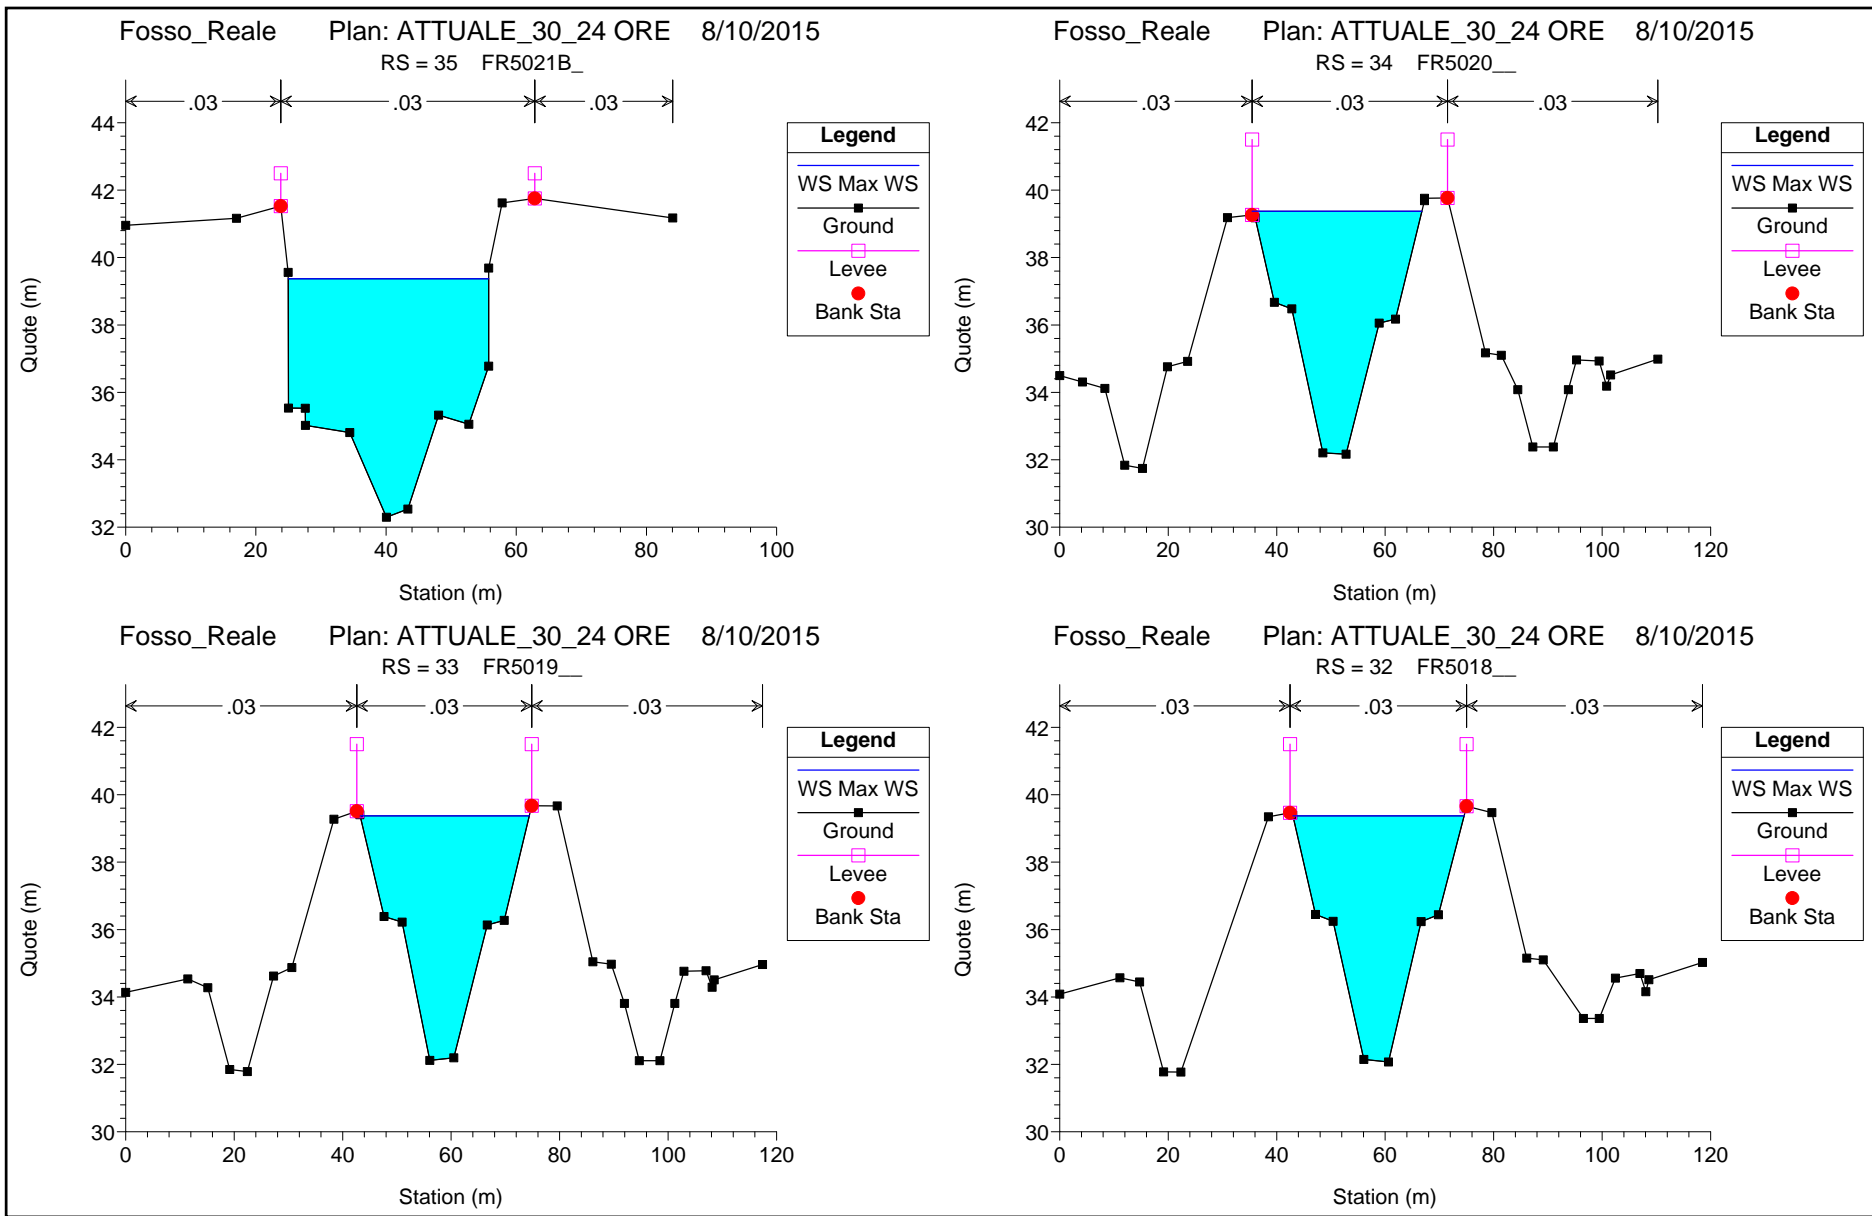 Fosso_Reale Plan: ATTUALE_30_24 ORE 8/10/2015
RS = 35 FR5021B_
.03 .03 .03
44
42
40
38
36
34
32
0 20 40 60 80 100
Quote (m)
Station (m)
Legend
WS Max WS
Ground
Levee
Bank Sta
Fosso_Reale Plan: ATTUALE_30_24 ORE 8/10/2015
RS = 34 FR5020__
.03 .03 .03
42
40
38
36
34
32
30
0 20 40 60 80 100 120
Quote (m)
Station (m)
Legend
WS Max WS
Ground
Levee
Bank Sta
Fosso_Reale Plan: ATTUALE_30_24 ORE 8/10/2015
RS = 33 FR5019__
.03 .03 .03
42
40
38
36
34
32
30
0 20 40 60 80 100 120
Quote (m)
Station (m)
Legend
WS Max WS
Ground
Levee
Bank Sta
Fosso_Reale Plan: ATTUALE_30_24 ORE 8/10/2015
RS = 32 FR5018__
.03 .03 .03
42
40
38
36
34
32
30
0 20 40 60 80 100 120
Quote (m)
Station (m)
Legend
WS Max WS
Ground
Levee
Bank Sta